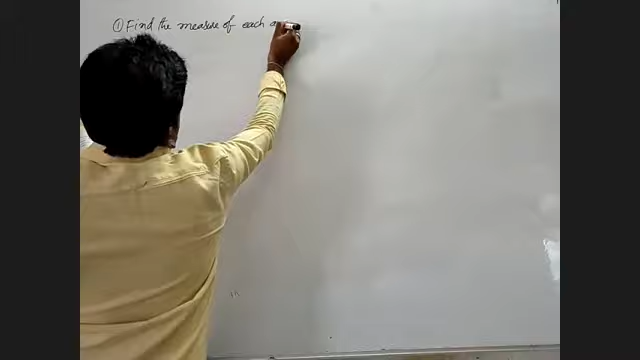 ① Find the measure of each